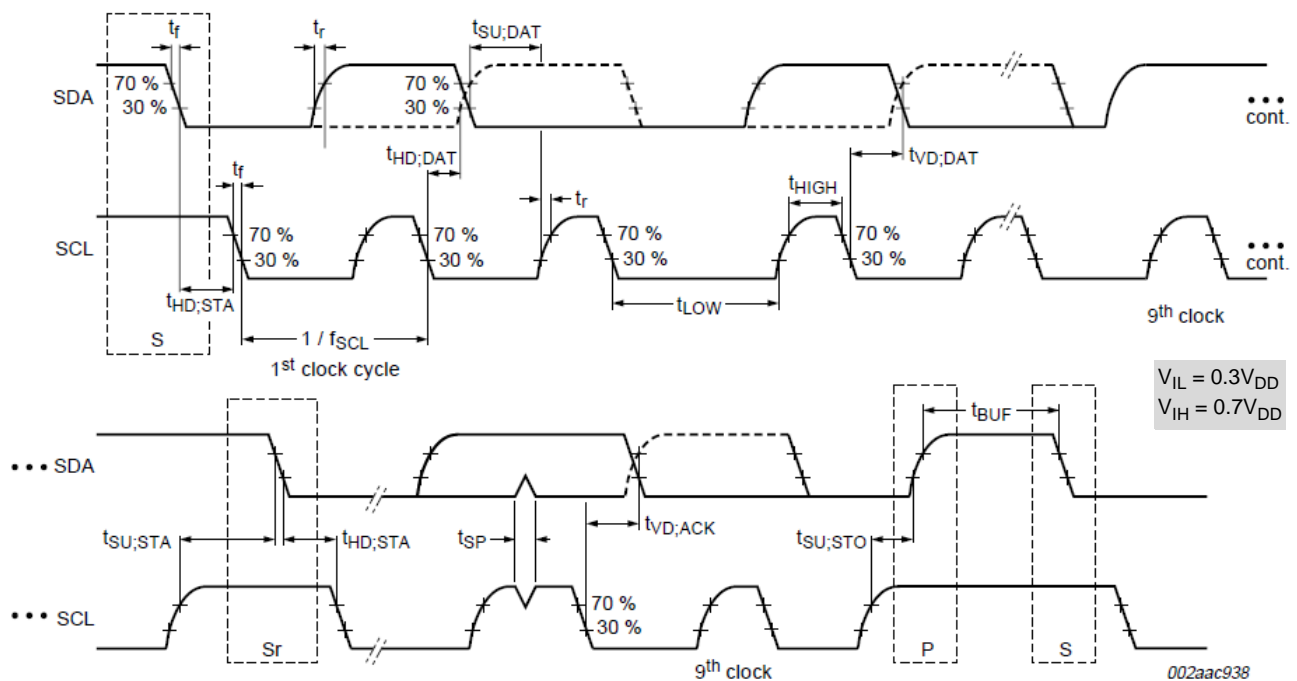 tf tr tSU;DAT
70 % 70 %
SDA 30 % 30 % ••• cont.
tHD;DAT tVD;DAT
tf tr tHIGH
SCL 70 % 70 % 70 % 70 % ••• cont.
30 % 30 % 30 % 30 %
tHD;STA tLOW 9th clock
S 1 / fSCL
1st clock cycle
VIL = 0.3VDD
VIH = 0.7VDD
tBUF
••• SDA
tSU;STA tHD;STA tSP tVD;ACK tSU;STO
••• SCL 70 %
30 %
Sr 9th clock P S
002aac938